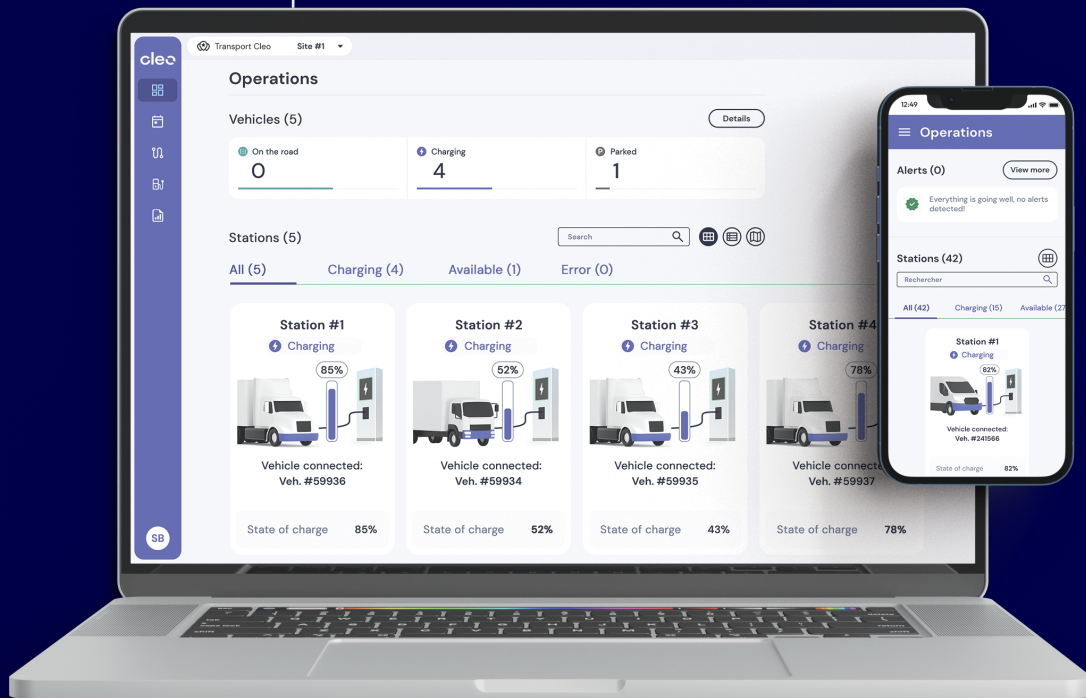 cleo
Transport Cleo
Site #1
Operations
Vehicles (5)
Details
On the road
0
Charging
4
Parked
1
Stations (5)
Search
All (5)
Charging (4)
Available (1)
Error (0)
Station #1
Charging
85%
Vehicle connected:
Veh. #59936
State of charge 85%
Station #2
Charging
52%
Vehicle connected:
Veh. #59934
State of charge 52%
Station #3
Charging
43%
Vehicle connected:
Veh. #59935
State of charge 43%
Station #4
Charging
78%
Vehicle connecte
Veh. #59937
State of charge 78%
SB
12:49
Operations
Alerts (0)
View more
Everything is going well, no alerts
detected!
Stations (42)
Rechercher
All (42)
Charging (15)
Available (27
Station #1
Charging
82%
Vehicle connected:
Veh. #241566
State of charge 82%